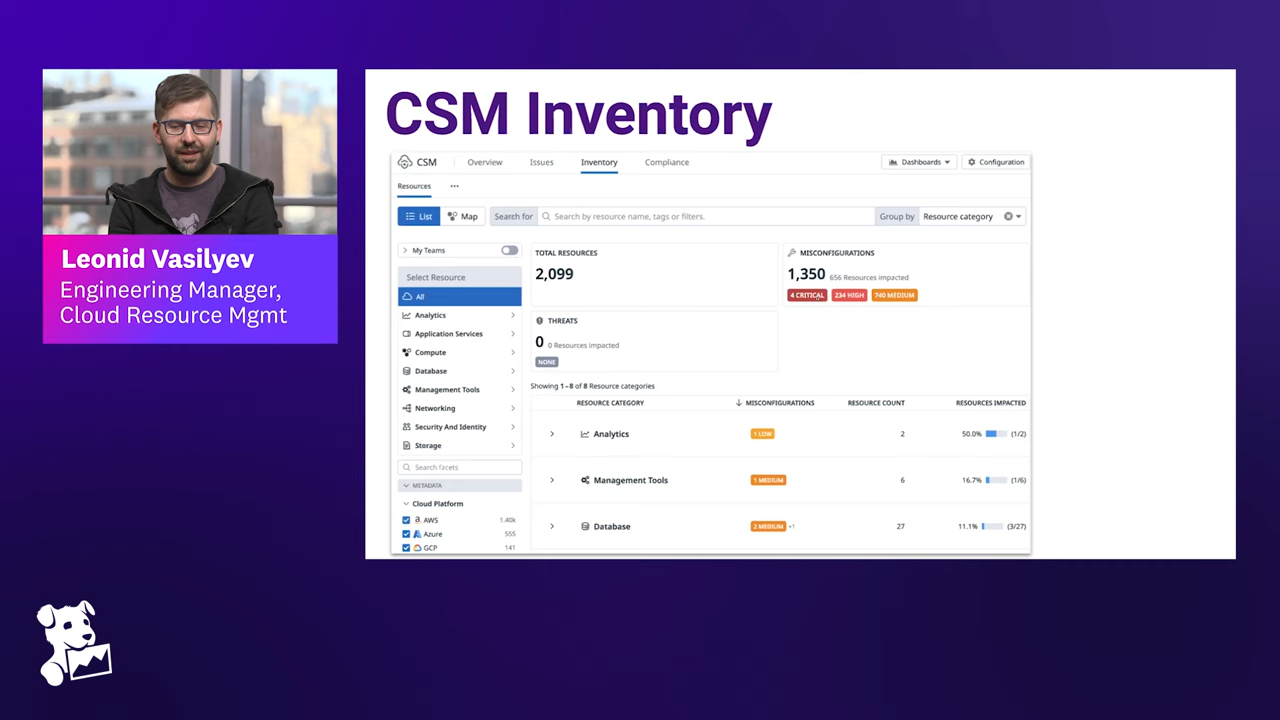 Leonid Vasilyev
Engineering Manager,
Cloud Resource Mgmt
CSM Inventory
CSM Overview Issues Inventory Compliance Dashboards Configuration
Resources ...
List Map Search for Search by resource name, tags or filters. Group by Resource category
My Teams
Select Resource
All
Analytics
Application Services
Compute
Database
Management Tools
Networking
Security And Identity
Storage
Search facets
METADATA
Cloud Platform
AWS 1.40k
Azure 555
GCP 141
TOTAL RESOURCES
2,099
MISCONFIGURATIONS
1,350 656 Resources impacted
4 CRITICAL 234 HIGH 740 MEDIUM
THREATS
0 0 Resources impacted
NONE
Showing 1–8 of 8 Resource categories
RESOURCE CATEGORY MISCONFIGURATIONS RESOURCE COUNT RESOURCES IMPACTED
Analytics 1 LOW 2 50.0% (1/2)
Management Tools 1 MEDIUM 6 16.7% (1/6)
Database 2 MEDIUM +1 27 11.1% (3/27)